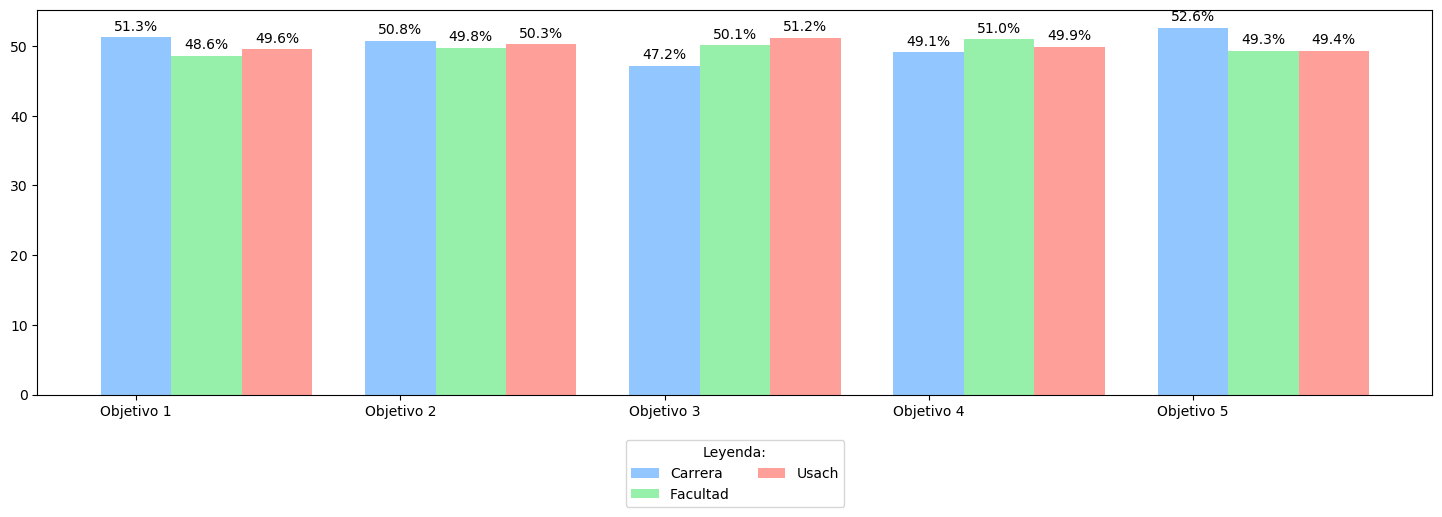 51.3%
48.6%
49.6%
50.8%
49.8%
50.3%
47.2%
50.1%
51.2%
49.1%
51.0%
49.9%
52.6%
49.3%
49.4%
50
40
30
20
10
0
Objetivo 1
Objetivo 2
Objetivo 3
Objetivo 4
Objetivo 5
Leyenda:
Carrera
Facultad
Usach